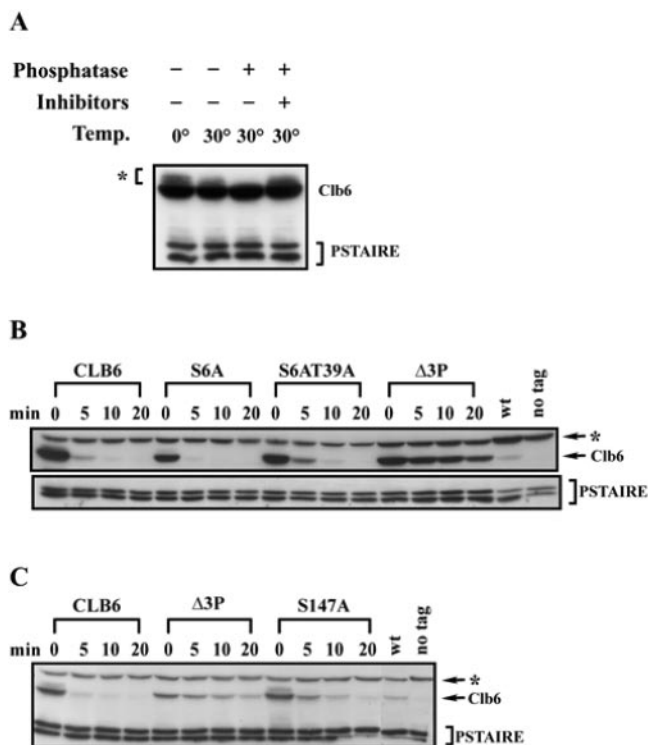 A
Phosphatase – – + +
Inhibitors – – – +
Temp. 0° 30° 30° 30°
* [ Clb6
] PSTAIRE
B
CLB6 S6A S6AT39A Δ3P
min 0 5 10 20 0 5 10 20 0 5 10 20 0 5 10 20 wt no tag
*
Clb6
] PSTAIRE
C
CLB6 Δ3P S147A
min 0 5 10 20 0 5 10 20 0 5 10 20 wt no tag
*
Clb6
] PSTAIRE